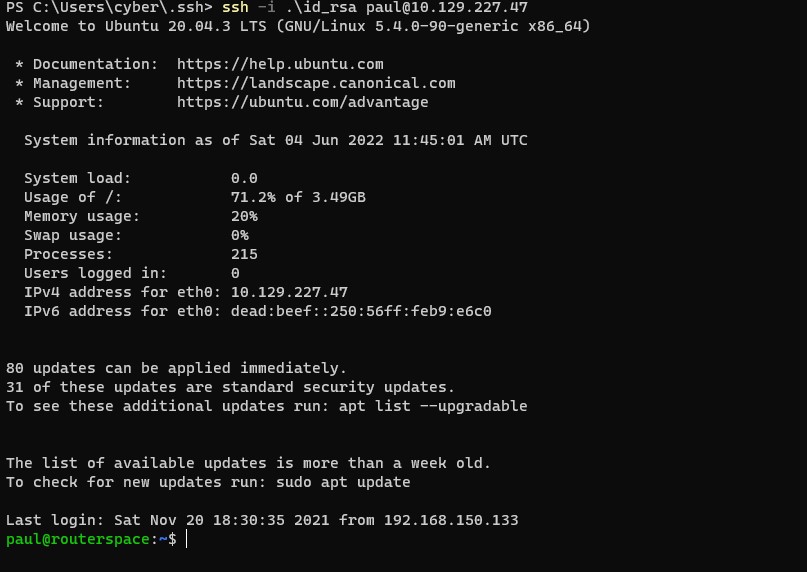 PS C:\Users\cyber\.ssh> ssh -i .\id_rsa paul@10.129.227.47
Welcome to Ubuntu 20.04.3 LTS (GNU/Linux 5.4.0-90-generic x86_64)
* Documentation:  https://help.ubuntu.com
* Management:     https://landscape.canonical.com
* Support:        https://ubuntu.com/advantage
System information as of Sat 04 Jun 2022 11:45:01 AM UTC
System load:           0.0
Usage of /:            71.2% of 3.49GB
Memory usage:          20%
Swap usage:            0%
Processes:             215
Users logged in:       0
IPv4 address for eth0: 10.129.227.47
IPv6 address for eth0: dead:beef::250:56ff:feb9:e6c0
80 updates can be applied immediately.
31 of these updates are standard security updates.
To see these additional updates run: apt list --upgradable
The list of available updates is more than a week old.
To check for new updates run: sudo apt update
Last login: Sat Nov 20 18:30:35 2021 from 192.168.150.133
paul@routerspace:~$